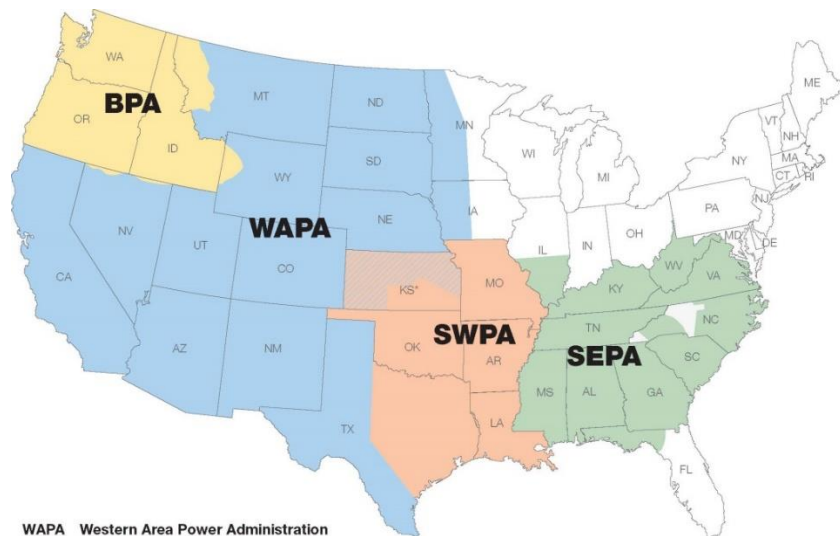 WA
MT
ND
MN
ME
VT
NH
OR
BPA
ID
SD
WI
MI
NY
MA
CT
RI
WY
IA
PA
NJ
NV
UT
WAPA
NE
IL
IN
OH
MD
DE
CA
CO
KS*
MO
KY
WV
VA
AZ
NM
OK
SWPA
AR
TN
SEPA
NC
SC
TX
LA
MS
AL
GA
FL
WAPA Western Area Power Administration